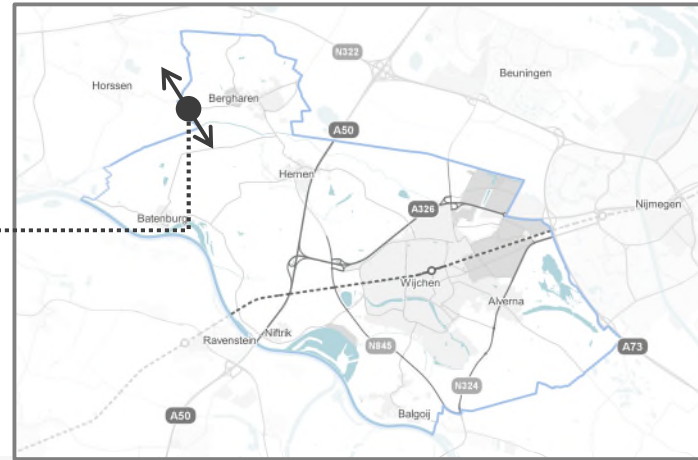 N322
Beuningen
Horssen
Bergharen
A50
Hernen
A326
Nijmegen
Batenburg
Wijchen
Alverna
Niftrik
Ravenstein
N845
A73
N324
A50
Balgoij